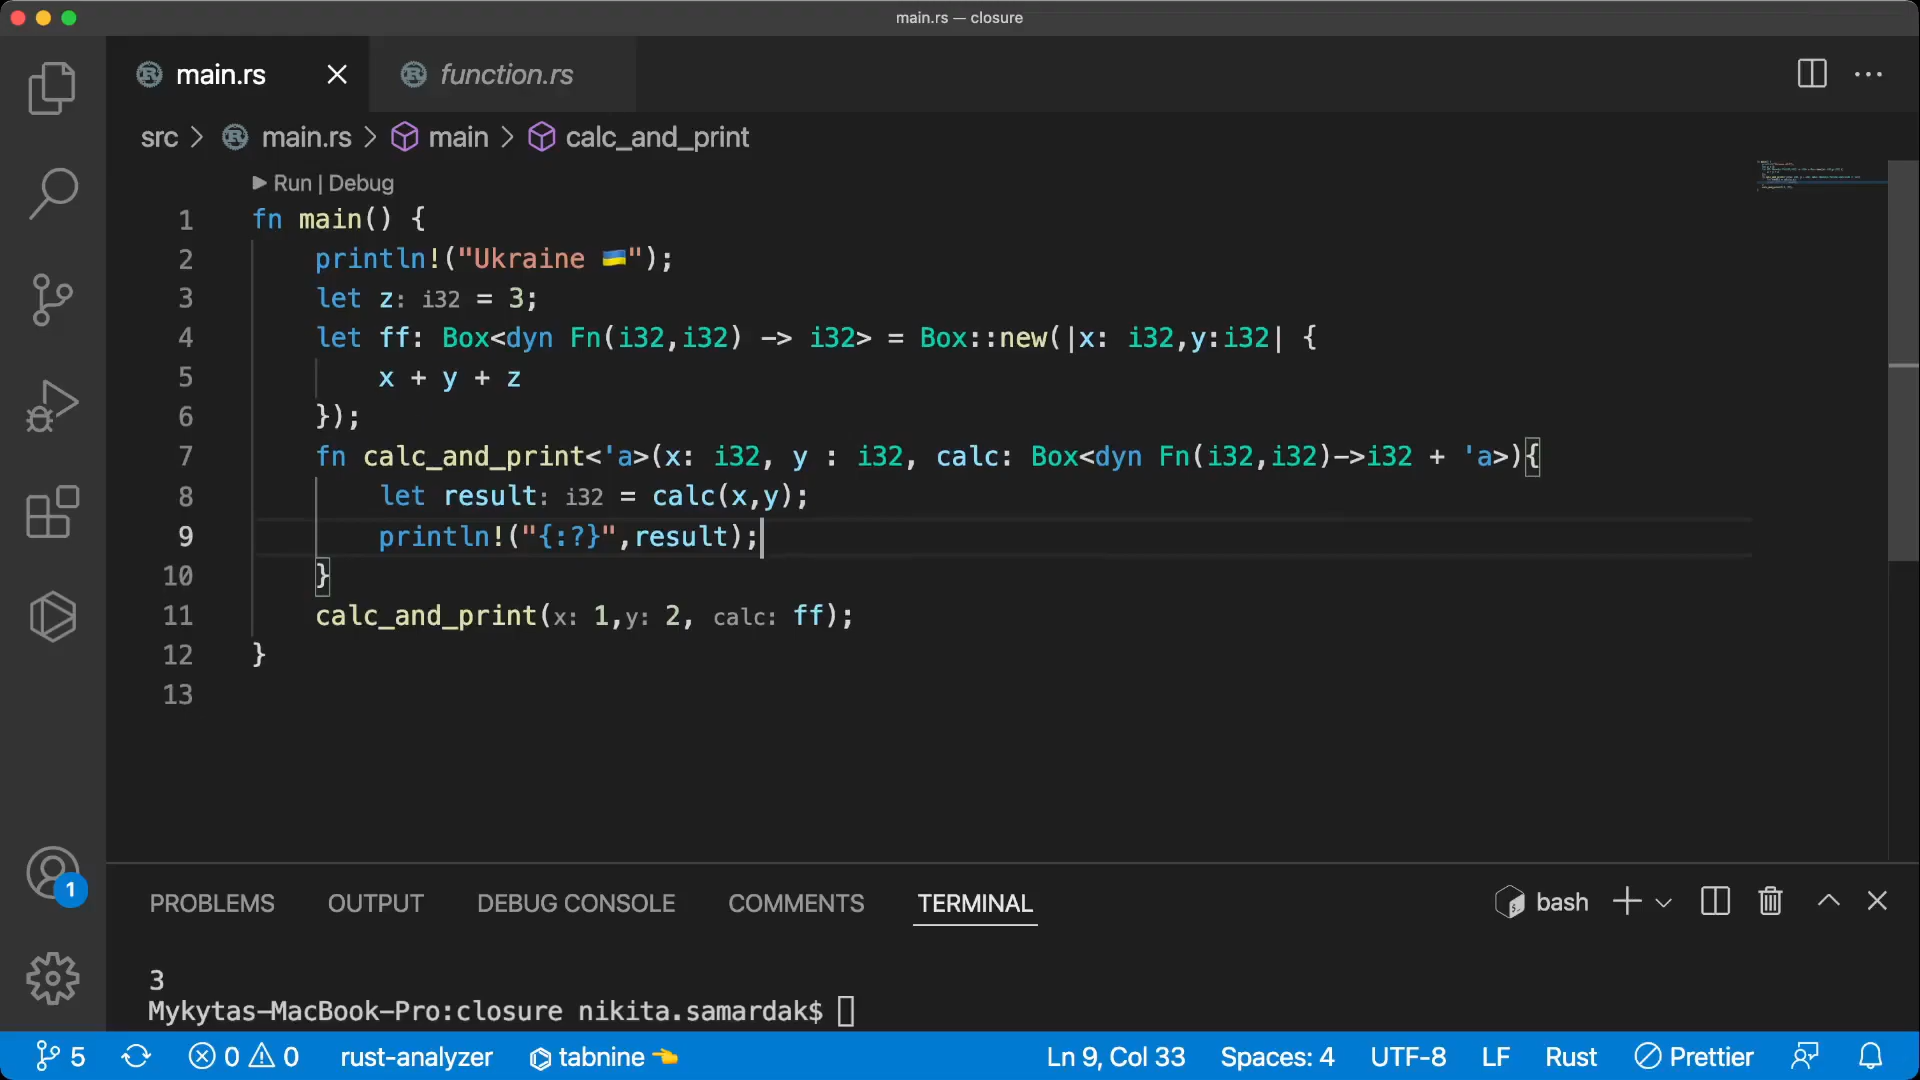 main.rs — closure
main.rs
function.rs
src > main.rs > main > calc_and_print
Run | Debug
1 fn main() {
2 println!("Ukraine 🇺🇦");
3 let z: i32 = 3;
4 let ff: Box<dyn Fn(i32,i32) -> i32> = Box::new(|x: i32,y:i32| {
5 x + y + z
6 });
7 fn calc_and_print<'a>(x: i32, y : i32, calc: Box<dyn Fn(i32,i32)->i32 + 'a>){
8 let result: i32 = calc(x,y);
9 println!("{:?}",result);
10 }
11 calc_and_print(x: 1,y: 2, calc: ff);
12 }
13
PROBLEMS OUTPUT DEBUG CONSOLE COMMENTS TERMINAL bash
3
Mykytas-MacBook-Pro:closure nikita.samardak$
1
5 0 0 rust-analyzer tabnine 👈 Ln 9, Col 33 Spaces: 4 UTF-8 LF Rust Prettier